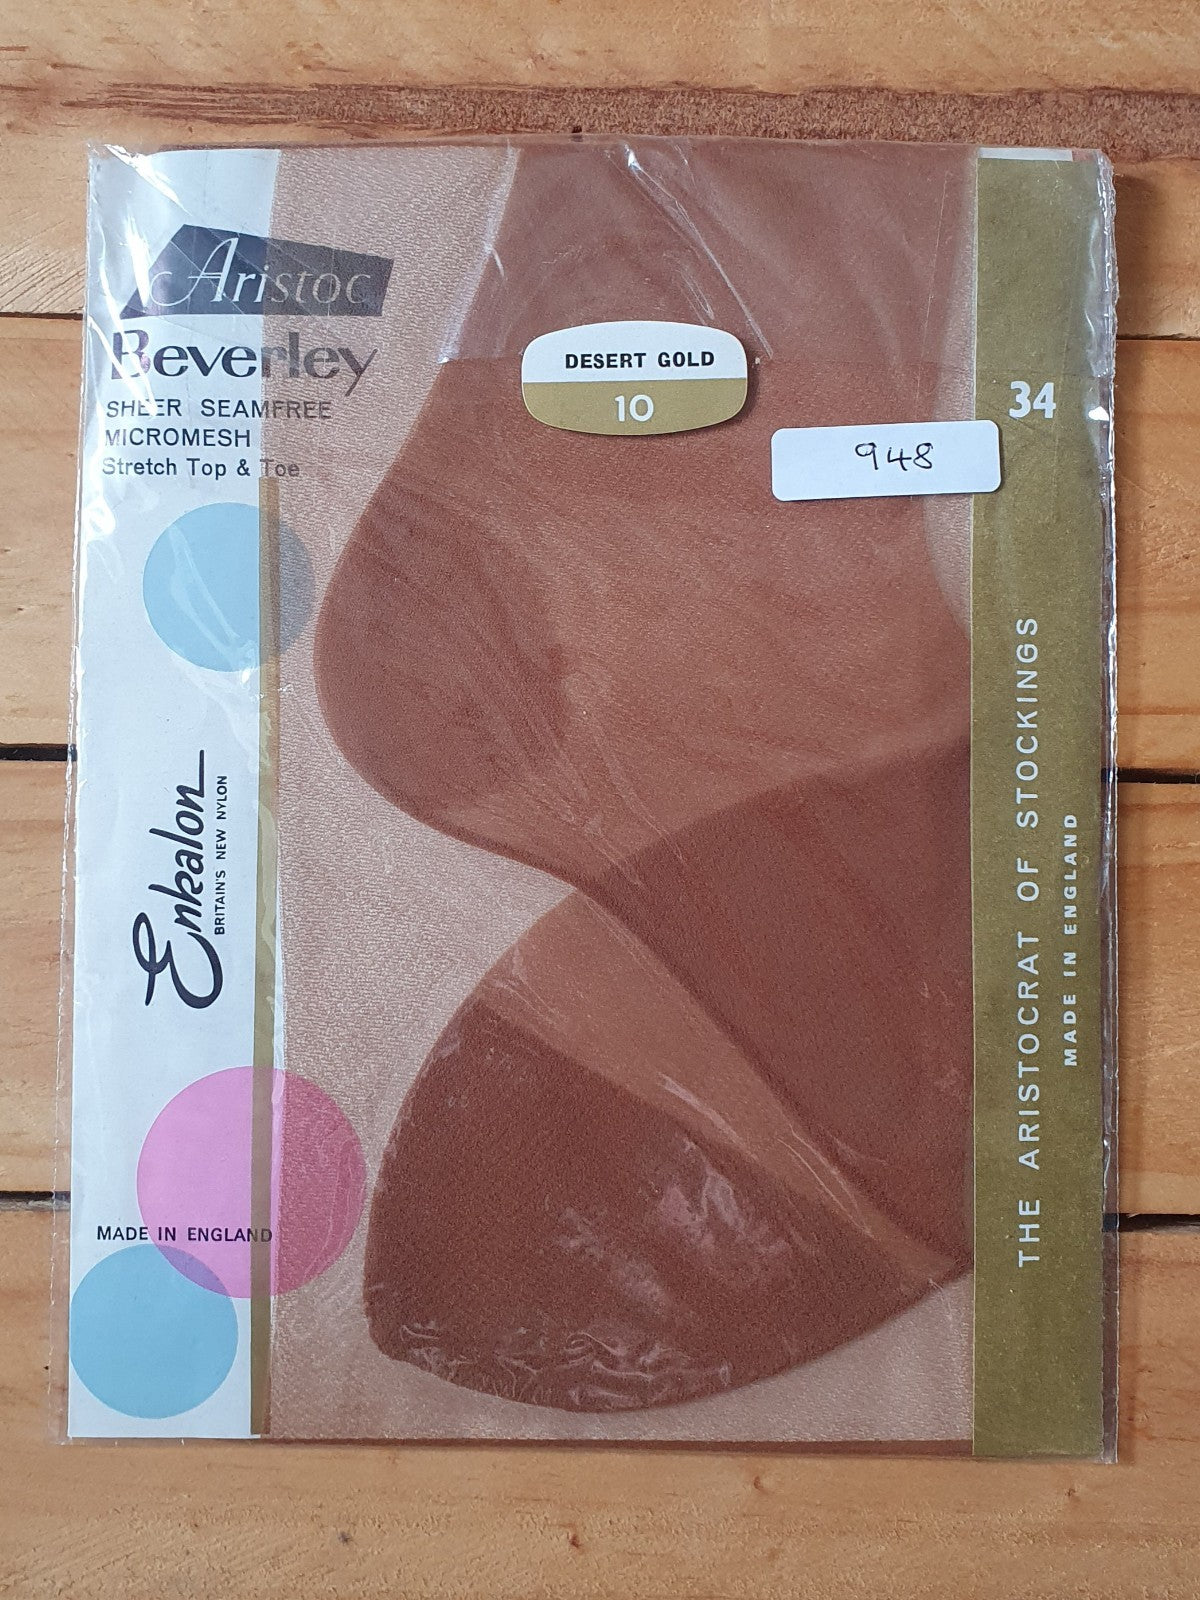 Aristoc
Beverley
SHEER SEAMFREE
MICROMESH
Stretch Top & Toe
DESERT GOLD
10
34
948
Enkalon
BRITAIN'S NEW NYLON
MADE IN ENGLAND
THE ARISTOCRAT OF STOCKINGS
MADE IN ENGLAND